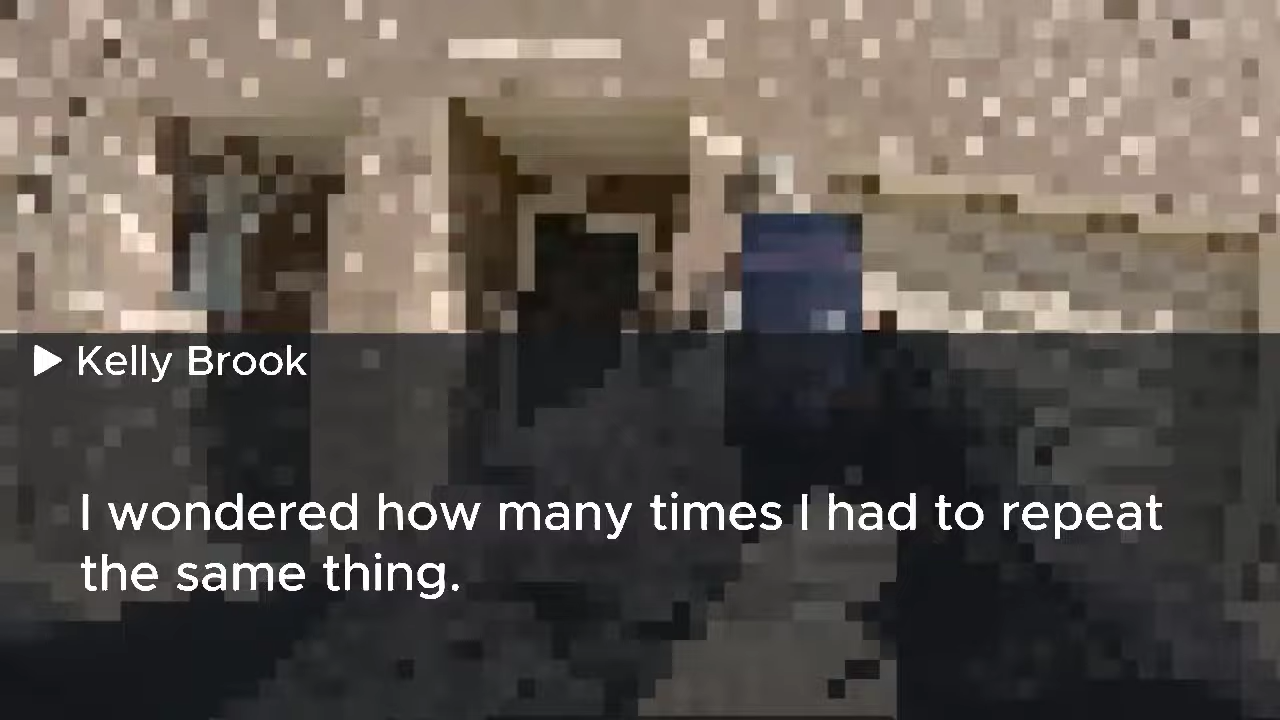 Kelly Brook
I wondered how many times I had to repeat
the same thing.